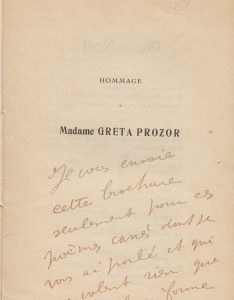 HOMMAGE
à
Madame GRETA PROZOR
Je vous envoie
cette brochure
seulement pour ces
poèmes carrés dont je
vous ai parlé et qui
valent rien que
forme